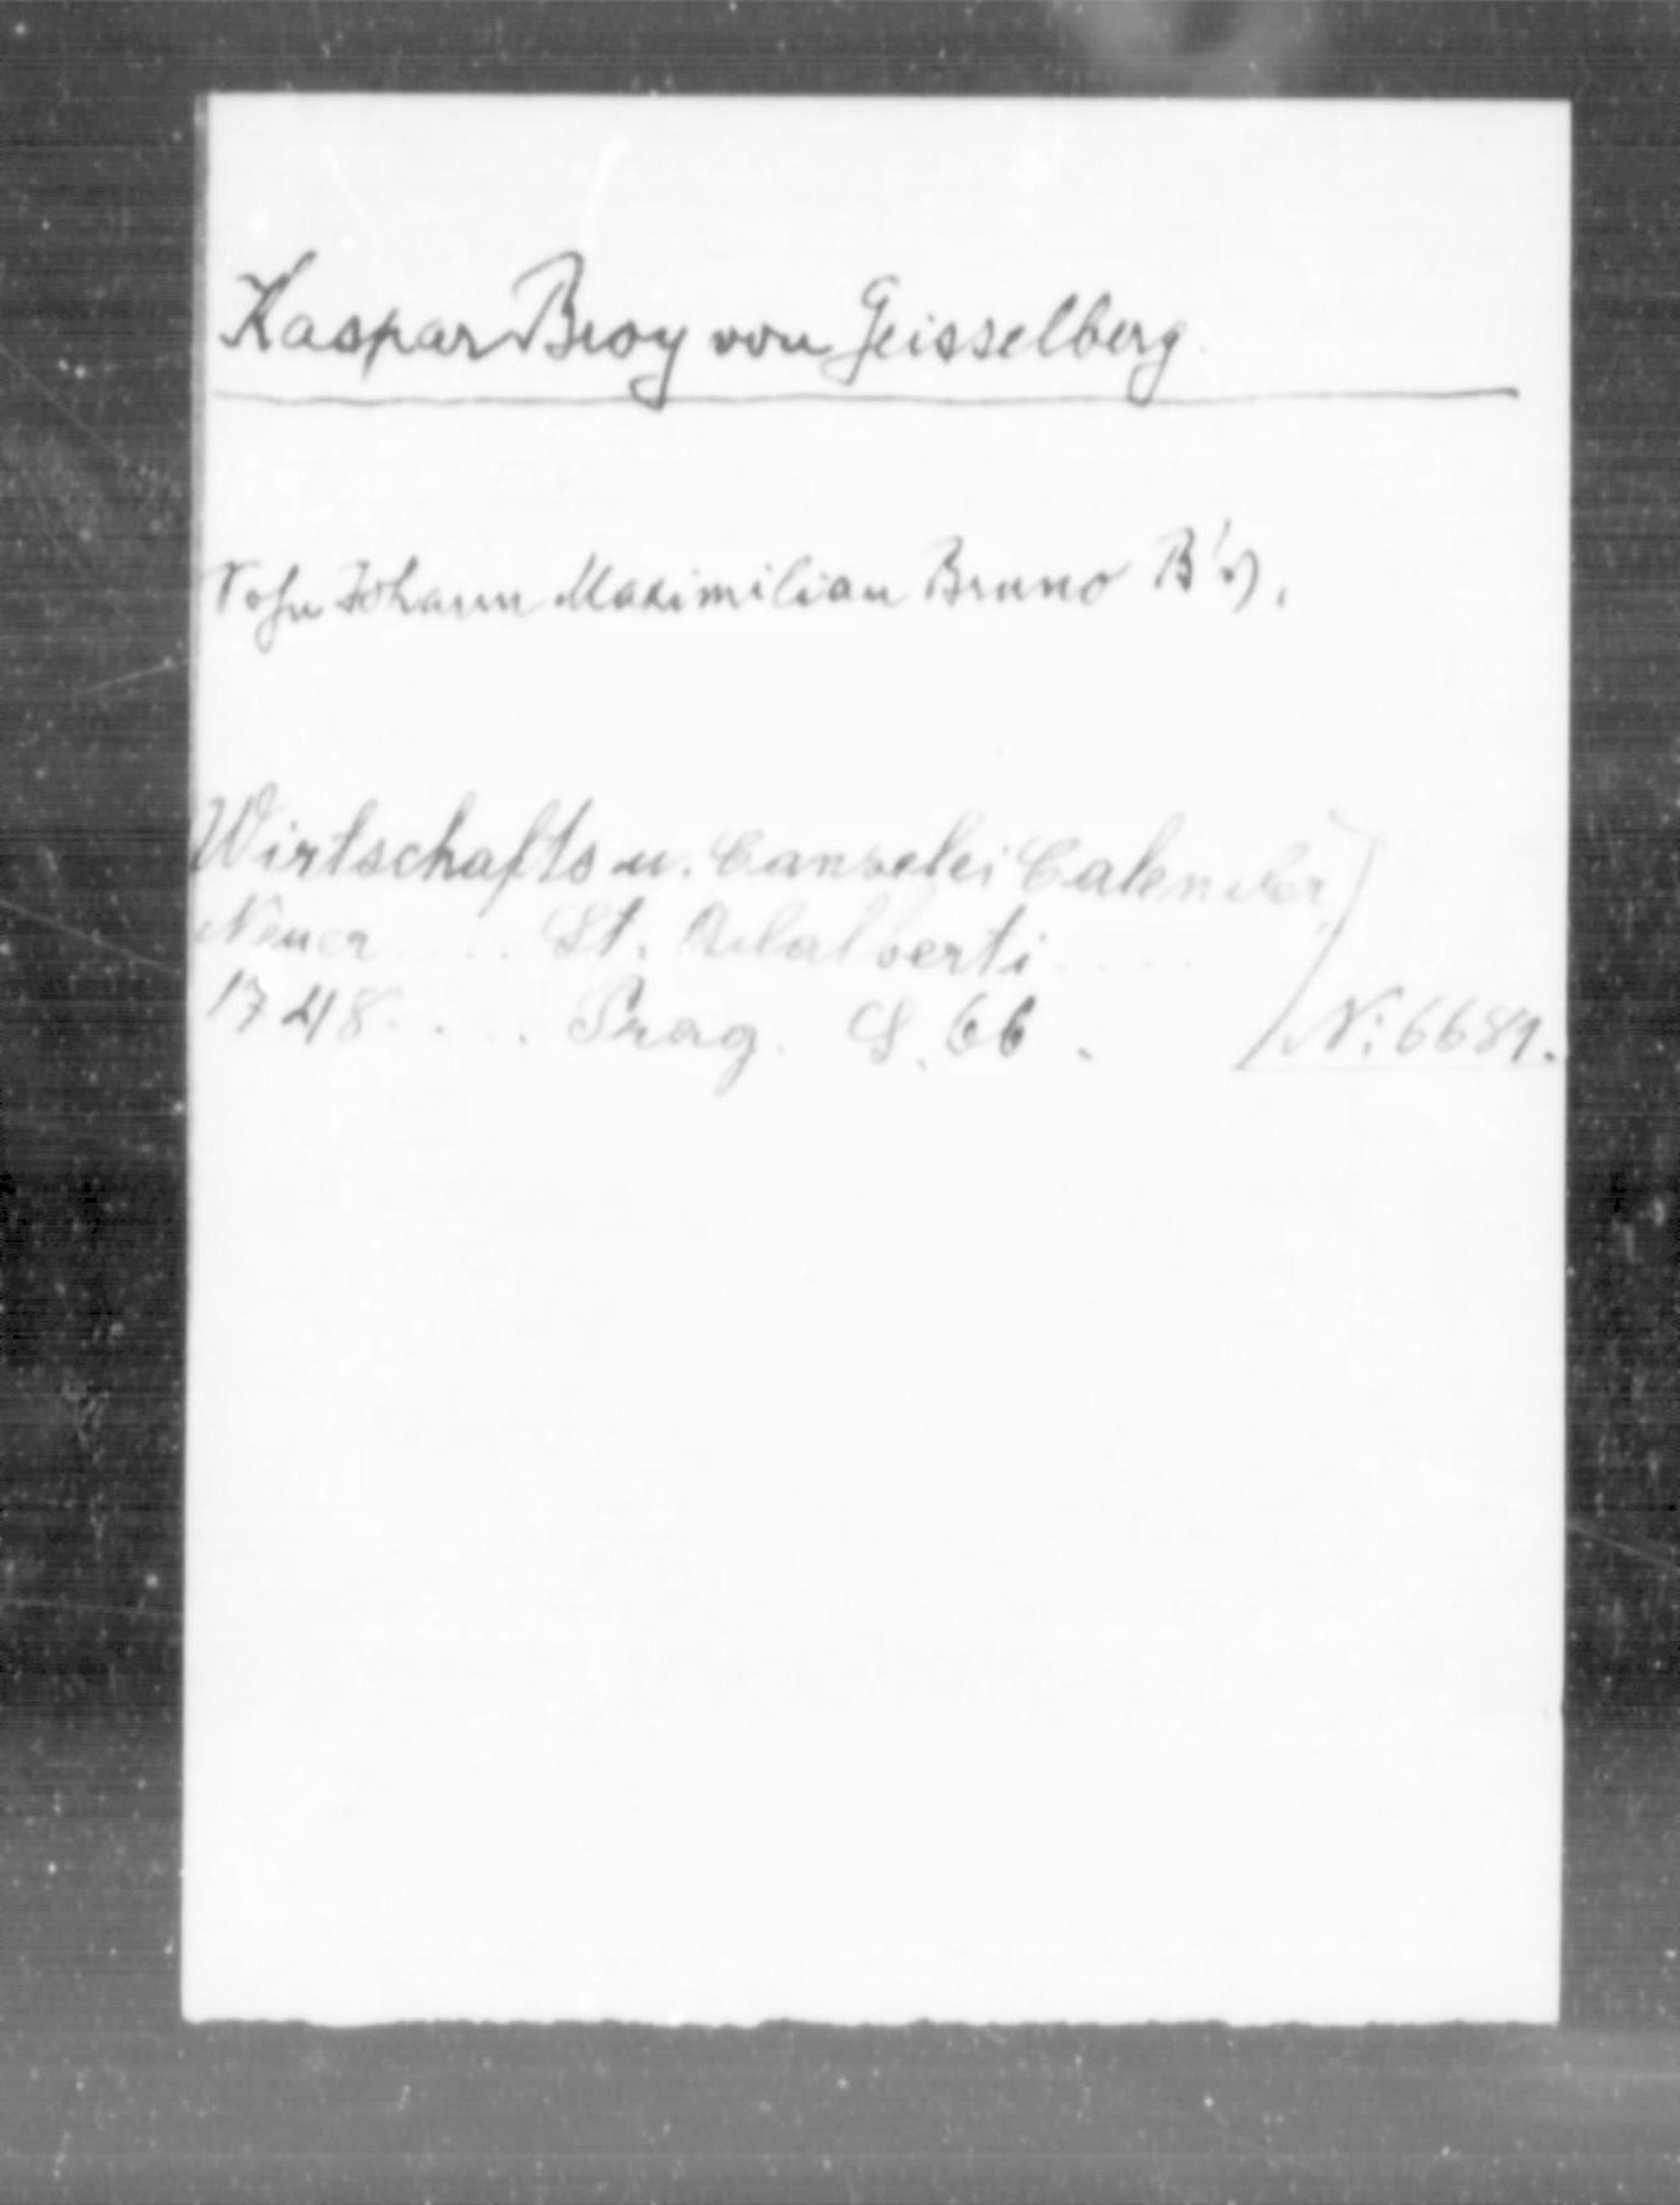 Kaspar Broy von Geisselberg
Sohn Johann Maximilian Bruno B's.
Wirtschafts u. Canzelei Calender,
Neuer .... St. Adalberti ....
1748. . . . Prag. S. 66. N: 6681.